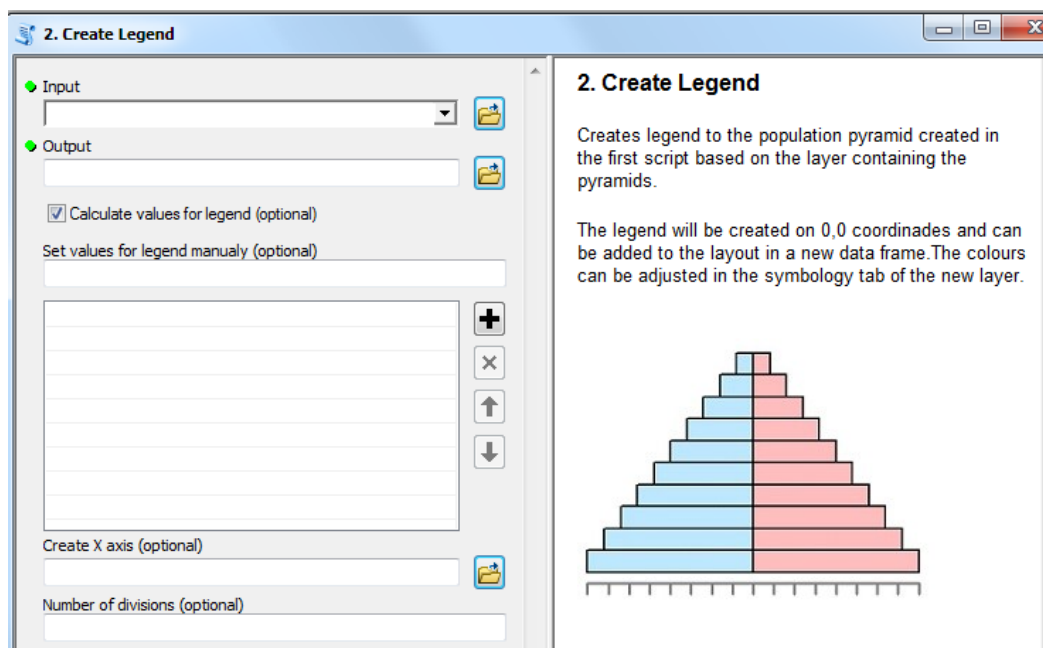 2. Create Legend
Input
Output
Calculate values for legend (optional)
Set values for legend manualy (optional)
Create X axis (optional)
Number of divisions (optional)
2. Create Legend
Creates legend to the population pyramid created in
the first script based on the layer containing the
pyramids.
The legend will be created on 0,0 coordinades and can
be added to the layout in a new data frame.The colours
can be adjusted in the symbology tab of the new layer.